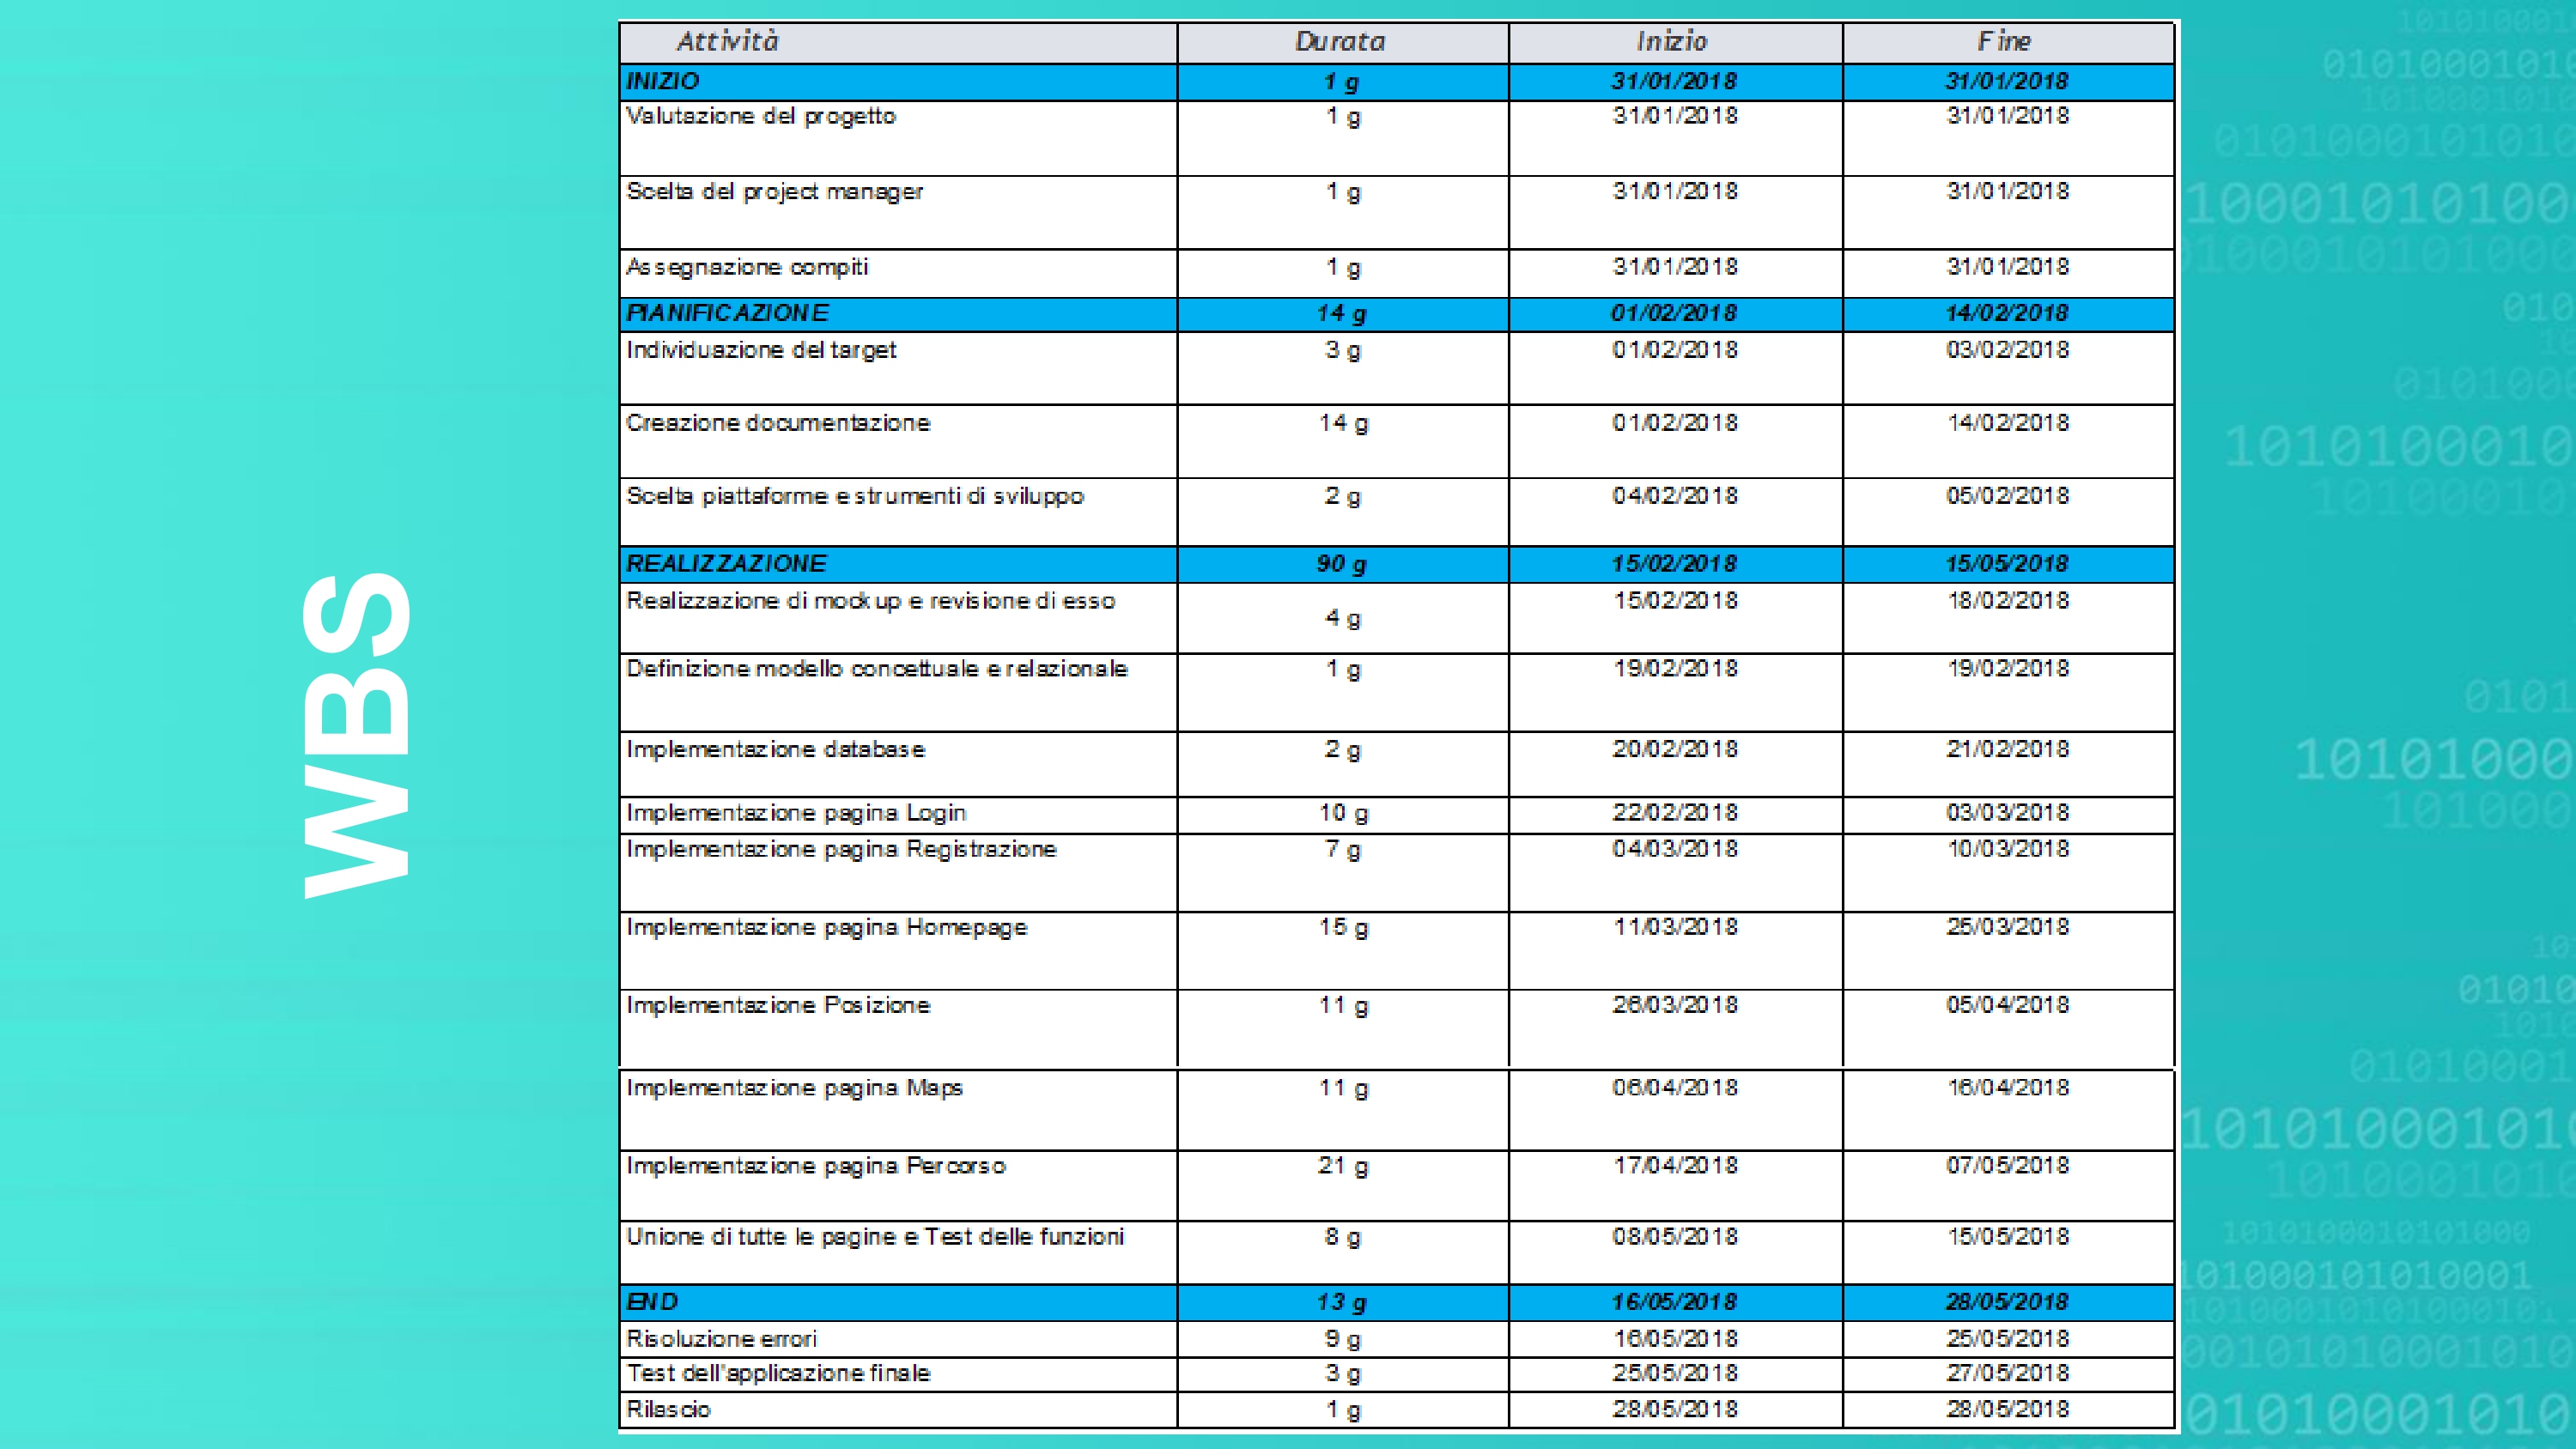 WBS
Attività Durata Inizio Fine
INIZIO 1 g 31/01/2018 31/01/2018
Valutazione del progetto 1 g 31/01/2018 31/01/2018
Scelta del project manager 1 g 31/01/2018 31/01/2018
Assegnazione compiti 1 g 31/01/2018 31/01/2018
PIANIFICAZIONE 14 g 01/02/2018 14/02/2018
Individuazione del target 3 g 01/02/2018 03/02/2018
Creazione documentazione 14 g 01/02/2018 14/02/2018
Scelta piattaforme e strumenti di sviluppo 2 g 04/02/2018 05/02/2018
REALIZZAZIONE 90 g 15/02/2018 15/05/2018
Realizzazione di mockup e revisione di esso 4 g 15/02/2018 18/02/2018
Definizione modello concettuale e relazionale 1 g 19/02/2018 19/02/2018
Implementazione database 2 g 20/02/2018 21/02/2018
Implementazione pagina Login 10 g 22/02/2018 03/03/2018
Implementazione pagina Registrazione 7 g 04/03/2018 10/03/2018
Implementazione pagina Homepage 15 g 11/03/2018 25/03/2018
Implementazione Posizione 11 g 26/03/2018 05/04/2018
Implementazione pagina Maps 11 g 06/04/2018 16/04/2018
Implementazione pagina Percorso 21 g 17/04/2018 07/05/2018
Unione di tutte le pagine e Test delle funzioni 8 g 08/05/2018 15/05/2018
END 13 g 16/05/2018 28/05/2018
Risoluzione errori 9 g 16/05/2018 25/05/2018
Test dell'applicazione finale 3 g 25/05/2018 27/05/2018
Rilascio 1 g 28/05/2018 28/05/2018